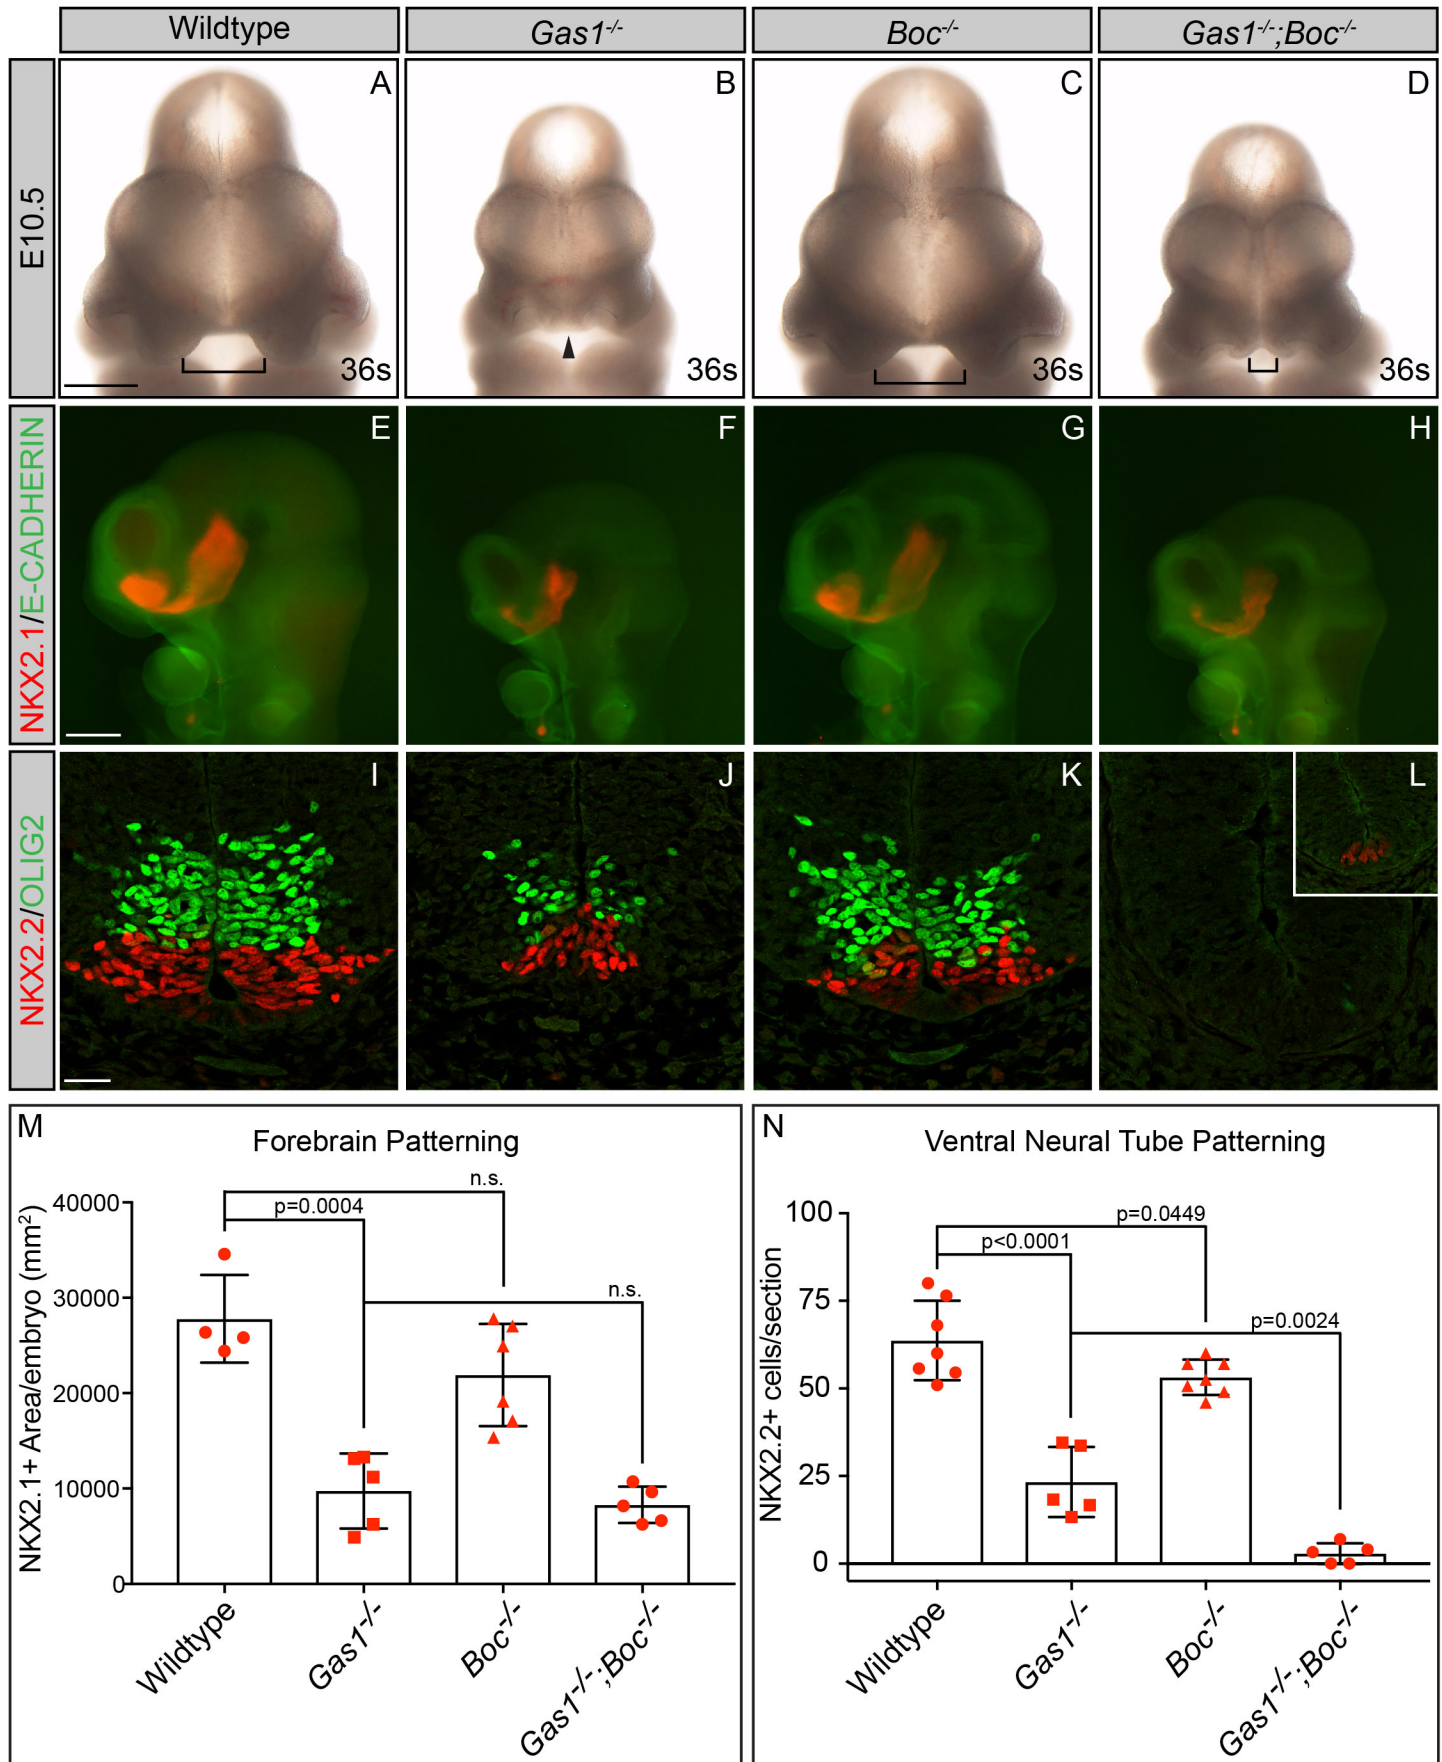 Wildtype
Gas1-/-
Boc-/-
Gas1-/-;Boc-/-
E10.5
A
36s
B
36s
C
36s
D
36s
NKX2.1/E-CADHERIN
E
F
G
H
NKX2.2/OLIG2
I
J
K
L
M
Forebrain Patterning
NKX2.1+ Area/embryo (mm²)
40000
30000
20000
10000
0
n.s.
p=0.0004
n.s.
Wildtype
Gas1-/-
Boc-/-
Gas1-/-;Boc-/-
N
Ventral Neural Tube Patterning
NKX2.2+ cells/section
100
75
50
25
0
p=0.0449
p<0.0001
p=0.0024
Wildtype
Gas1-/-
Boc-/-
Gas1-/-;Boc-/-